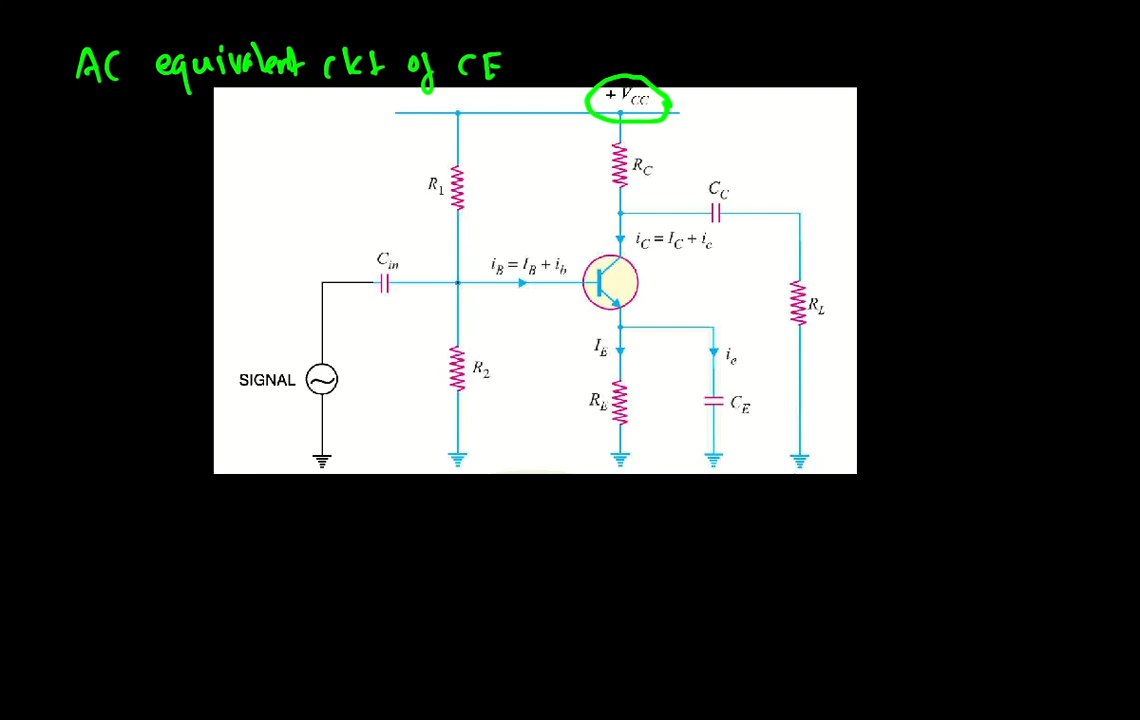 AC equivalent ckt of CE
+ VCC
RC
R1
CC
iC = IC + ic
Cin
iB = IB + ib
RL
IE
ie
SIGNAL
R2
RE
CE